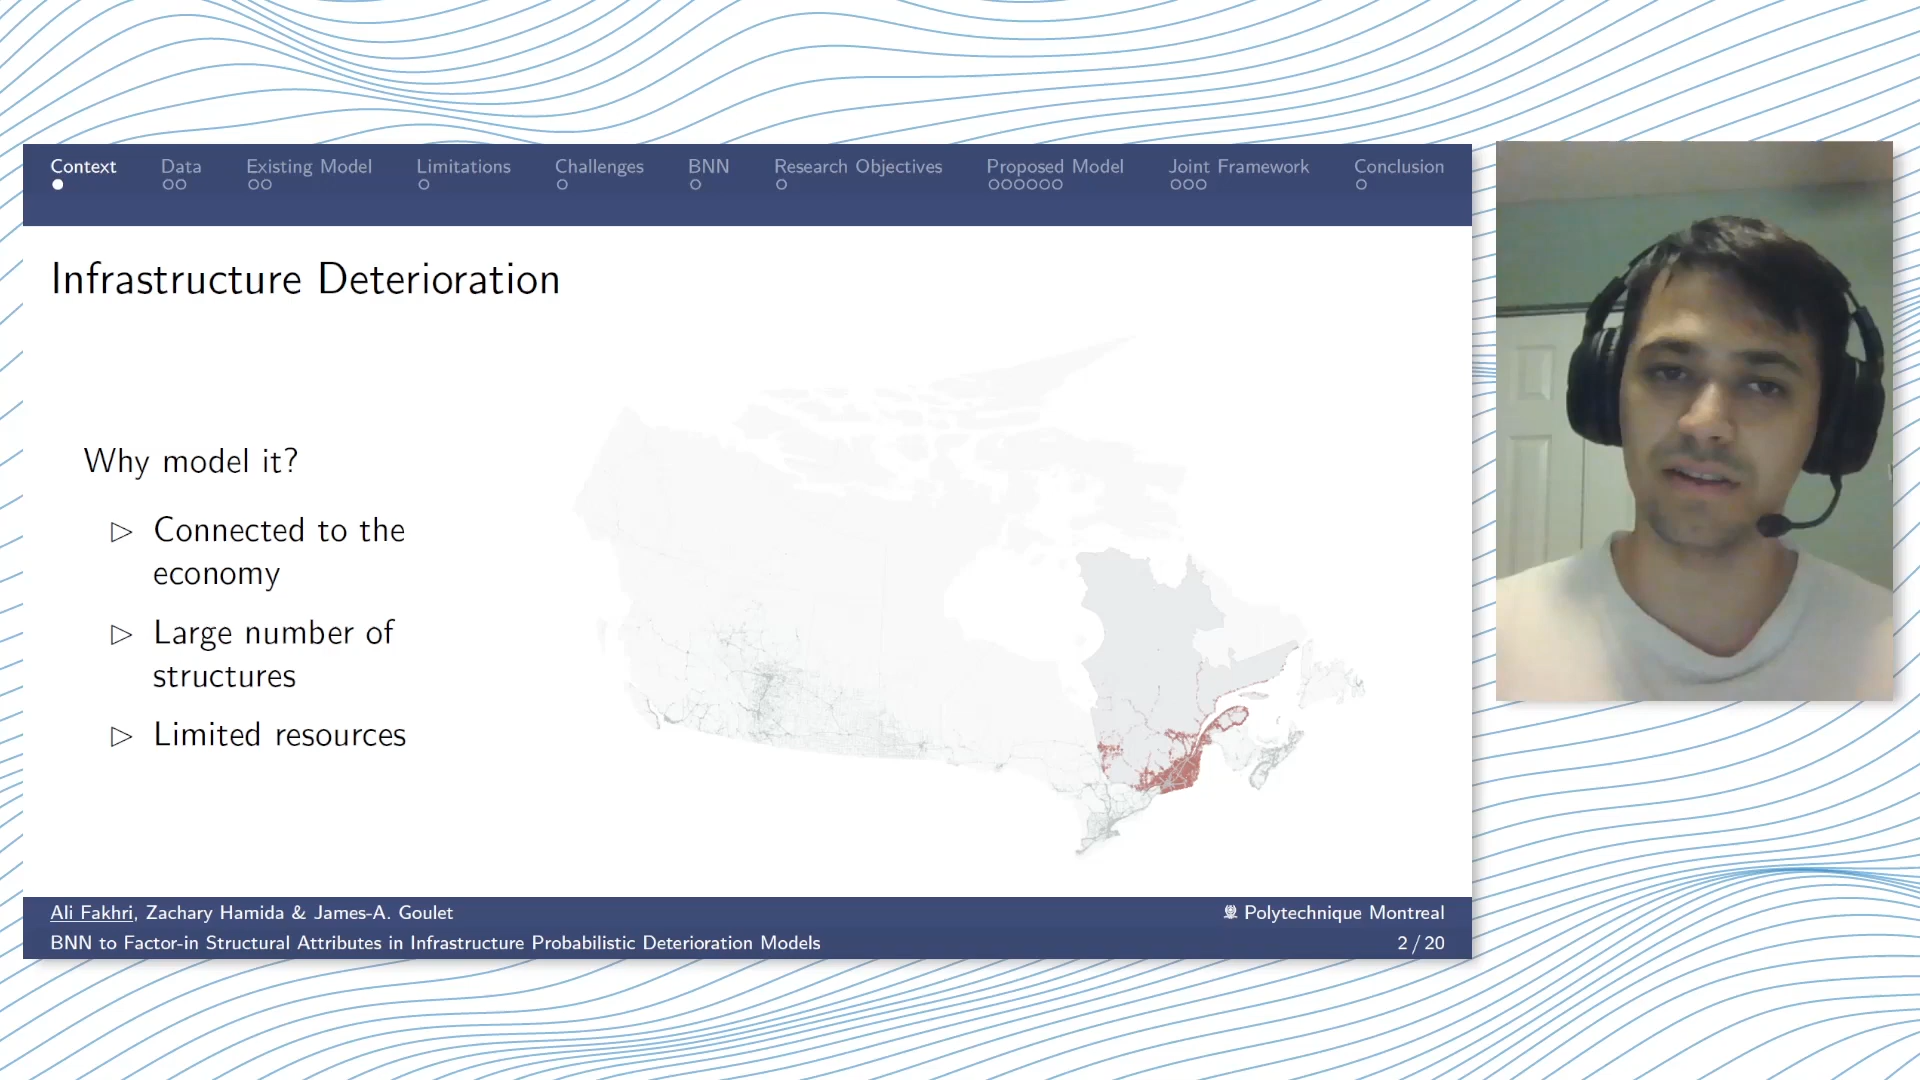 Context Data Existing Model Limitations Challenges BNN Research Objectives Proposed Model Joint Framework Conclusion
Infrastructure Deterioration
Why model it?
Connected to the
economy
Large number of
structures
Limited resources
Ali Fakhri, Zachary Hamida & James-A. Goulet
Polytechnique Montreal
BNN to Factor-in Structural Attributes in Infrastructure Probabilistic Deterioration Models
2 / 20